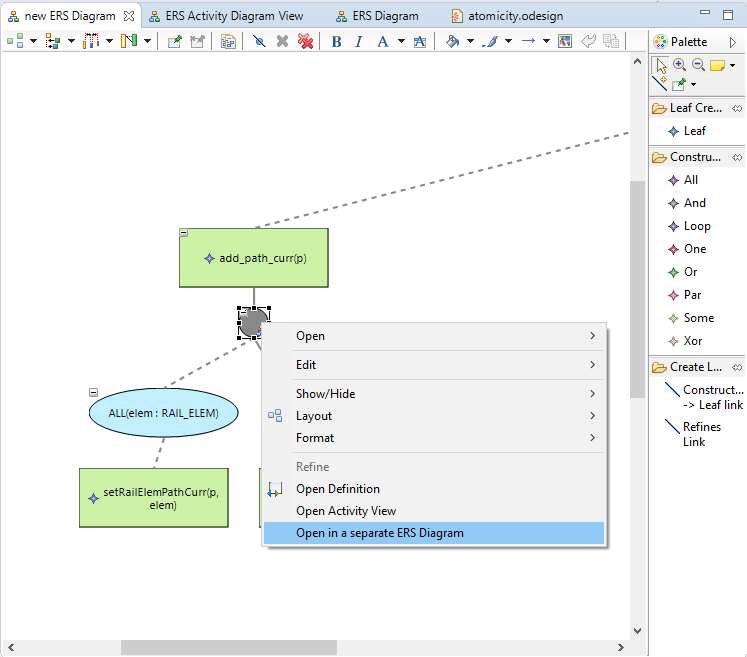 new ERS Diagram
ERS Activity Diagram View
ERS Diagram
atomicity.odesign
B I A A
Palette
Leaf Cre...
Leaf
Constru...
All
And
Loop
One
Or
Par
Some
Xor
Create L...
Construct...
-> Leaf link
Refines
Link
add_path_curr(p)
ALL(elem : RAIL_ELEM)
setRailElemPathCurr(p,
elem)
Open
Edit
Show/Hide
Layout
Format
Refine
Open Definition
Open Activity View
Open in a separate ERS Diagram